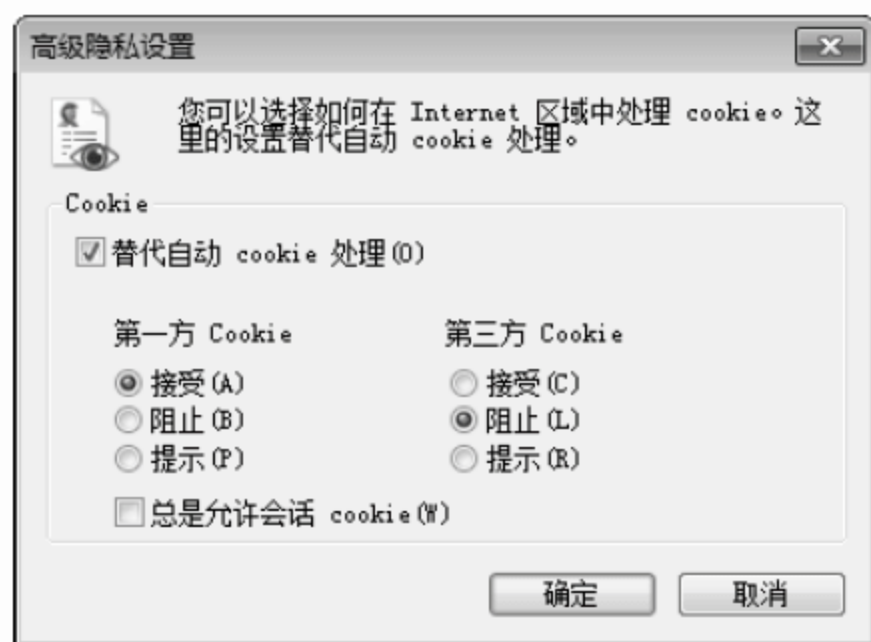 高级隐私设置
您可以选择如何在 Internet 区域中处理 cookie。这
里的设置替代自动 cookie 处理。
Cookie
替代自动 cookie 处理(O)
第一方 Cookie 第三方 Cookie
接受(A) 接受(C)
阻止(B) 阻止(L)
提示(P) 提示(R)
总是允许会话 cookie(W)
确定 取消